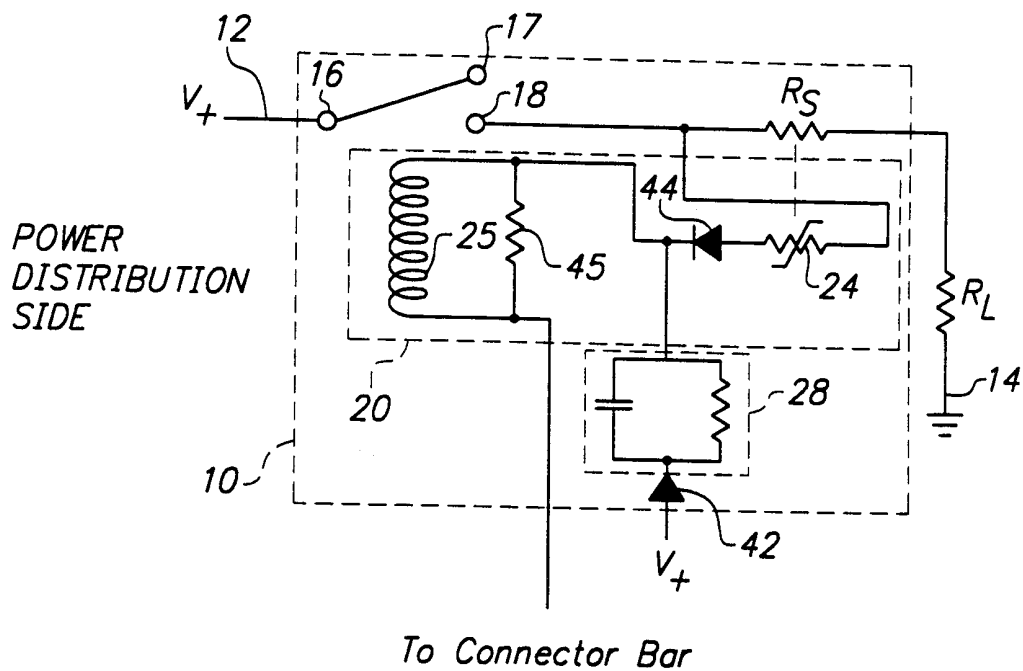 12
17
16
18
V+
RS
44
POWER
DISTRIBUTION
SIDE
25
45
24
RL
20
28
14
10
42
V+
To Connector Bar